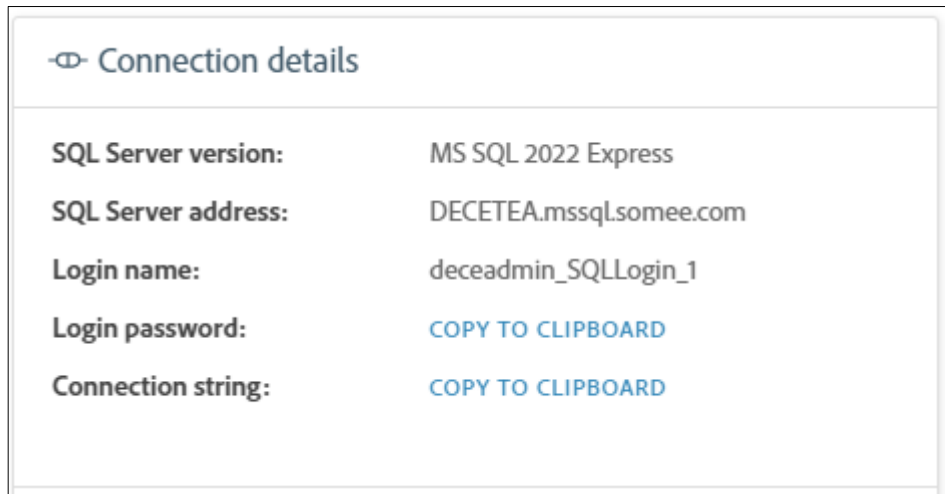 Connection details
SQL Server version: MS SQL 2022 Express
SQL Server address: DECETEA.mssql.somee.com
Login name: deceadmin_SQLLogin_1
Login password: COPY TO CLIPBOARD
Connection string: COPY TO CLIPBOARD